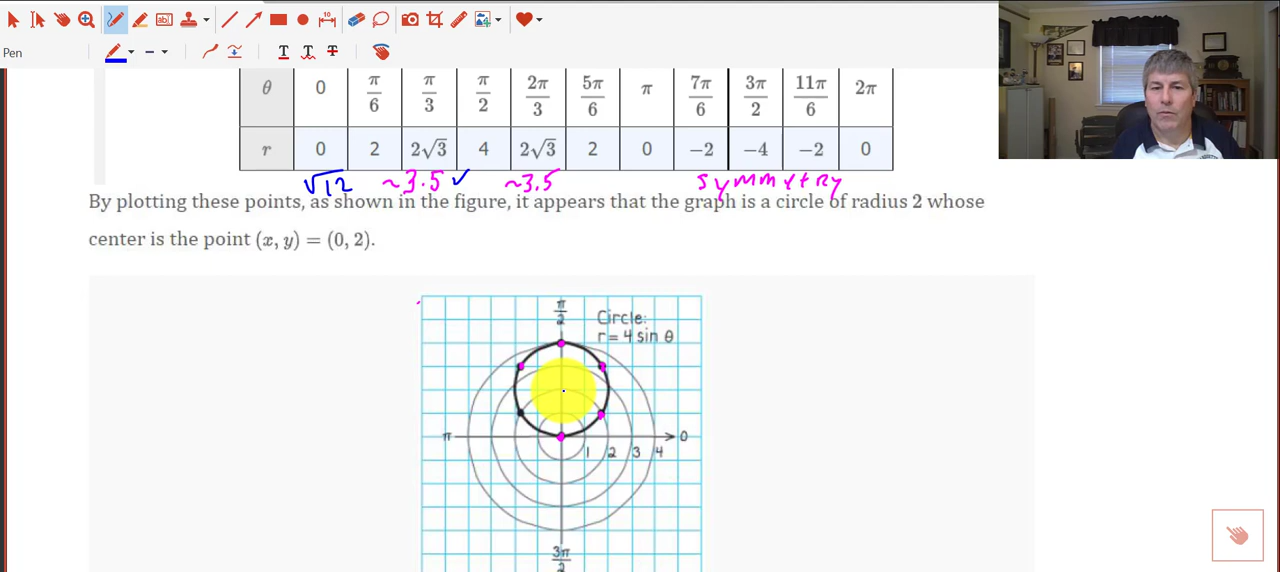 abl
10
4
Pen
T T T
θ 0 π/6 π/3 π/2 2π/3 5π/6 π 7π/6 3π/2 11π/6 2π
r 0 2 2√3 4 2√3 2 0 −2 −4 −2 0
√12 ~3.5 ✓ ~3.5 symmetry
By plotting these points, as shown in the figure, it appears that the graph is a circle of radius 2 whose
center is the point (x, y) = (0, 2).
π/2
Circle:
r = 4 sin θ
π 0
1 2 3 4
3π/2